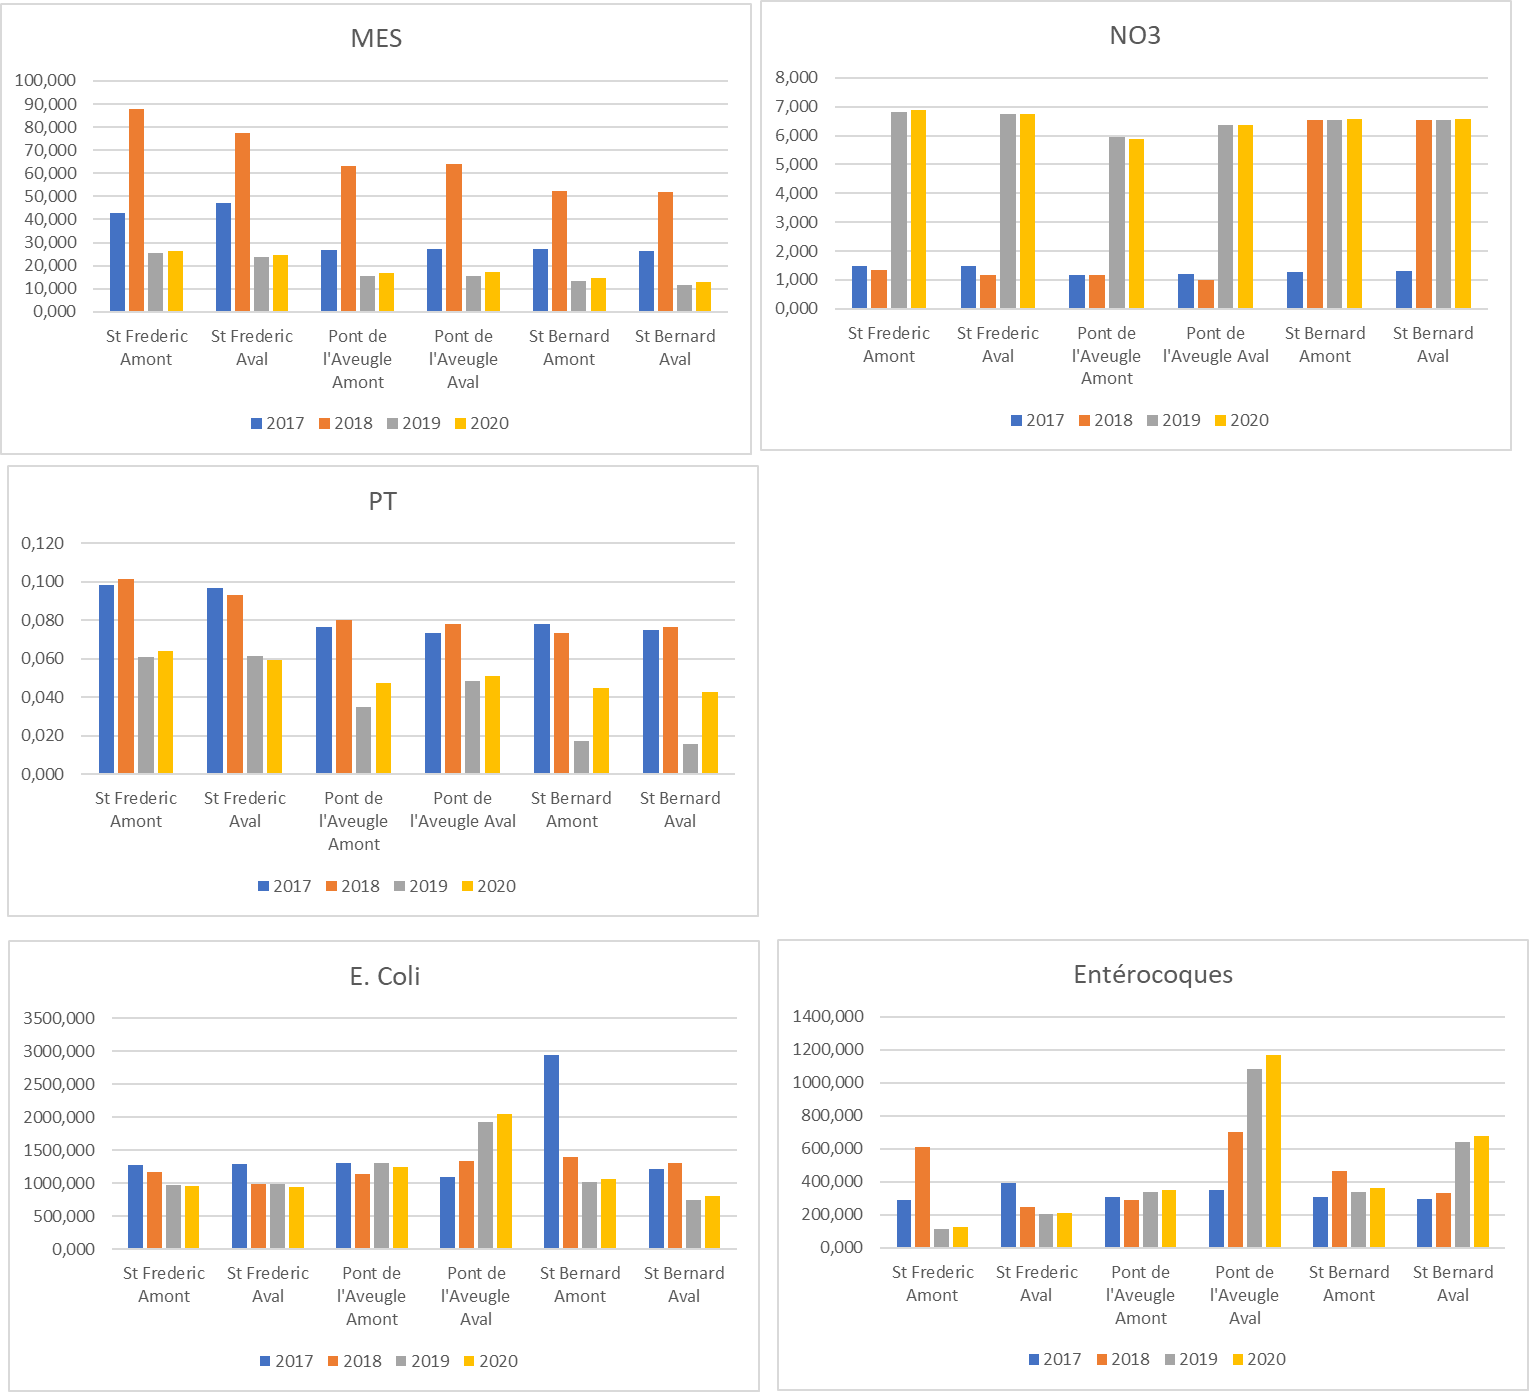 MES
100,000
90,000
80,000
70,000
60,000
50,000
40,000
30,000
20,000
10,000
0,000
St Frederic Amont
St Frederic Aval
Pont de l'Aveugle Amont
Pont de l'Aveugle Aval
St Bernard Amont
St Bernard Aval
2017 2018 2019 2020
NO3
8,000
7,000
6,000
5,000
4,000
3,000
2,000
1,000
0,000
St Frederic Amont
St Frederic Aval
Pont de l'Aveugle Amont
Pont de l'Aveugle Aval
St Bernard Amont
St Bernard Aval
2017 2018 2019 2020
PT
0,120
0,100
0,080
0,060
0,040
0,020
0,000
St Frederic Amont
St Frederic Aval
Pont de l'Aveugle Amont
Pont de l'Aveugle Aval
St Bernard Amont
St Bernard Aval
2017 2018 2019 2020
E. Coli
3500,000
3000,000
2500,000
2000,000
1500,000
1000,000
500,000
0,000
St Frederic Amont
St Frederic Aval
Pont de l'Aveugle Amont
Pont de l'Aveugle Aval
St Bernard Amont
St Bernard Aval
2017 2018 2019 2020
Entérocoques
1400,000
1200,000
1000,000
800,000
600,000
400,000
200,000
0,000
St Frederic Amont
St Frederic Aval
Pont de l'Aveugle Amont
Pont de l'Aveugle Aval
St Bernard Amont
St Bernard Aval
2017 2018 2019 2020